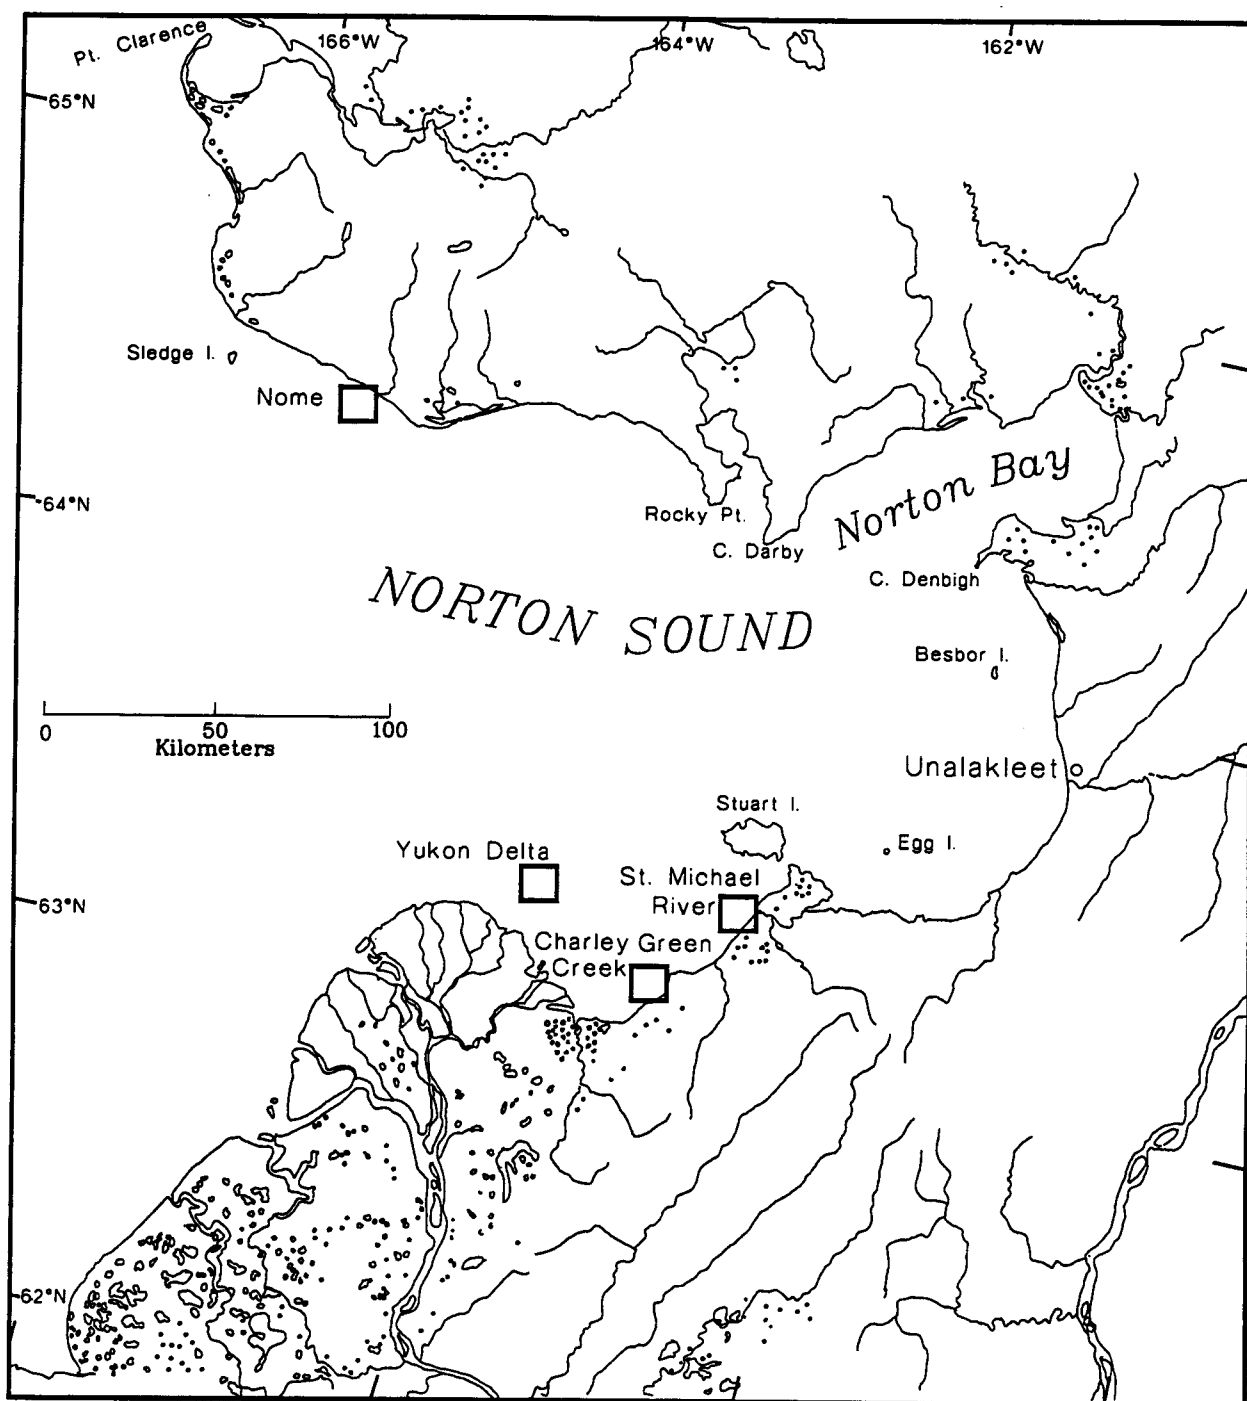 Pt. Clarence
166°W
164°W
162°W
65°N
Sledge I.
Nome
64°N
Rocky Pt.
C. Darby
Norton Bay
C. Denbigh
NORTON SOUND
Besbor I.
0 50 100
Kilometers
Unalakleet
Stuart I.
Egg I.
Yukon Delta
St. Michael
River
63°N
Charley Green
Creek
62°N